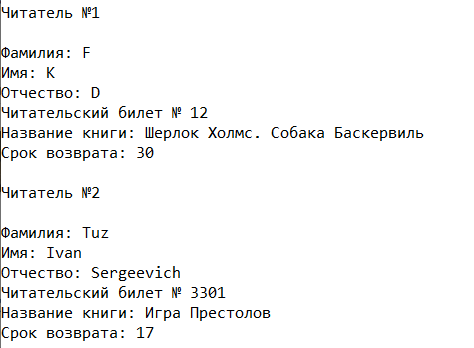 Читатель №1
Фамилия: F
Имя: K
Отчество: D
Читательский билет № 12
Название книги: Шерлок Холмс. Собака Баскервиль
Срок возврата: 30
Читатель №2
Фамилия: Tuz
Имя: Ivan
Отчество: Sergeevich
Читательский билет № 3301
Название книги: Игра Престолов
Срок возврата: 17